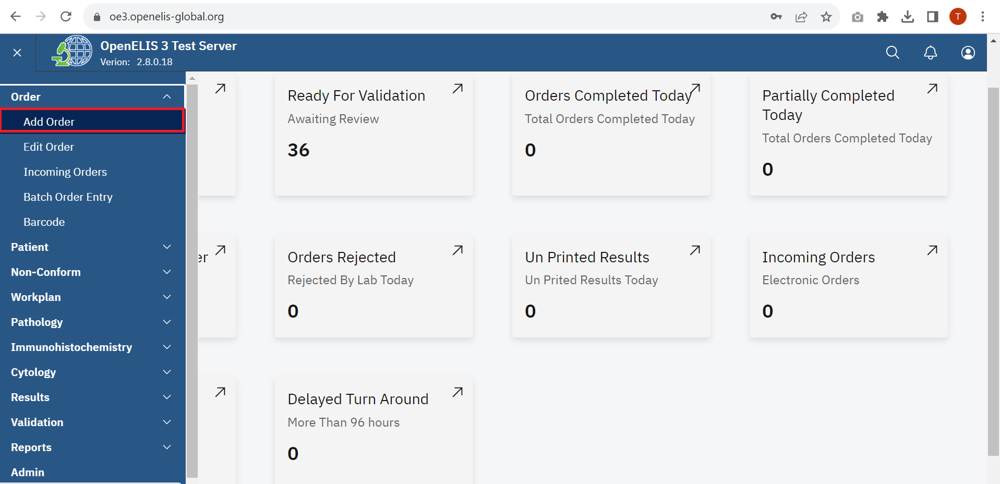 oe3.openelis-global.org
T
OpenELIS 3 Test Server
Verion: 2.8.0.18
Order
Add Order
Edit Order
Incoming Orders
Batch Order Entry
Barcode
Patient
Non-Conform
Workplan
Pathology
Immunohistochemistry
Cytology
Results
Validation
Reports
Admin
Ready For Validation
Awaiting Review
36
Orders Completed Today
Total Orders Completed Today
0
Partially Completed
Today
Total Orders Completed Today
0
er
Orders Rejected
Rejected By Lab Today
0
Un Printed Results
Un Prited Results Today
0
Incoming Orders
Electronic Orders
0
Delayed Turn Around
More Than 96 hours
0